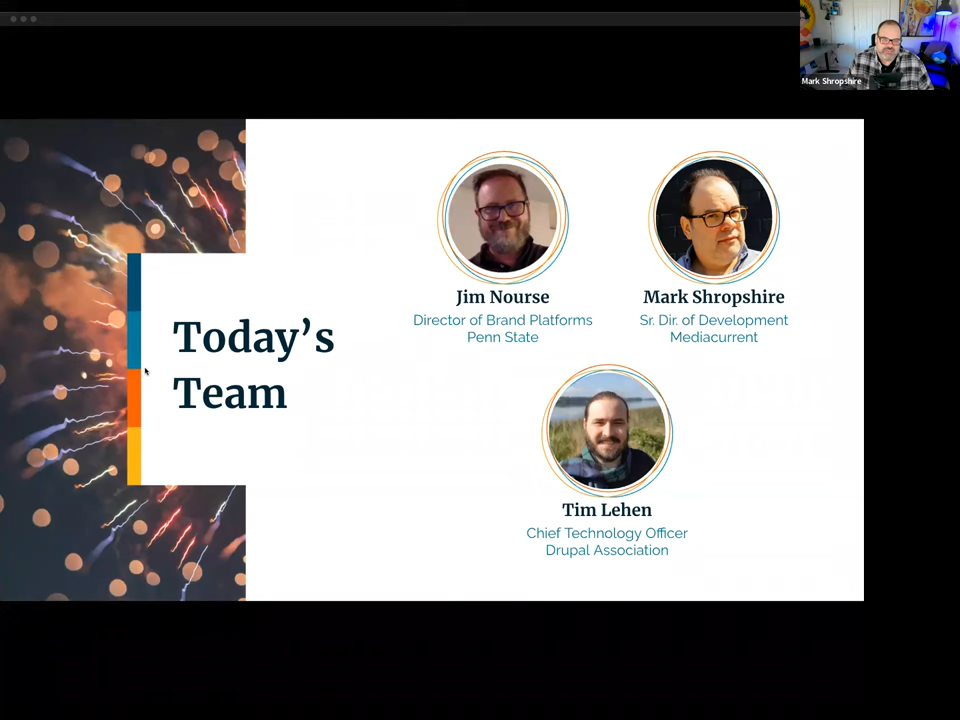 Mark Shropshire
Today's
Team
Jim Nourse
Director of Brand Platforms
Penn State
Mark Shropshire
Sr. Dir. of Development
Mediacurrent
Tim Lehen
Chief Technology Officer
Drupal Association